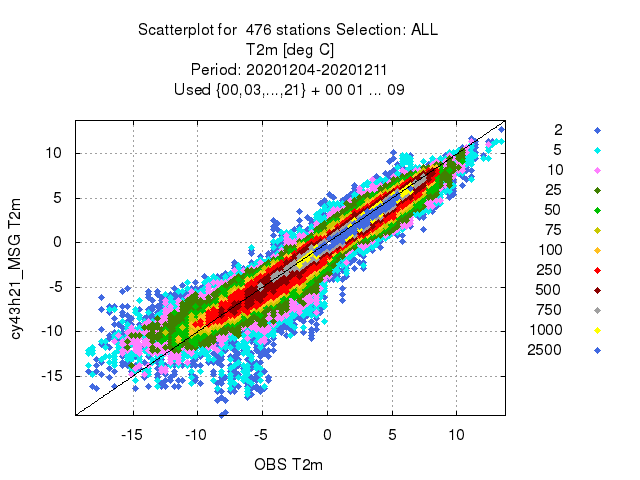 Scatterplot for 476 stations Selection: ALL
T2m [deg C]
Period: 20201204-20201211
Used {00,03,...,21} + 00 01 ... 09
10
5
0
-5
-10
-15
cy43h21_MSG T2m
-15 -10 -5 0 5 10
OBS T2m
2
5
10
25
50
75
100
250
500
750
1000
2500